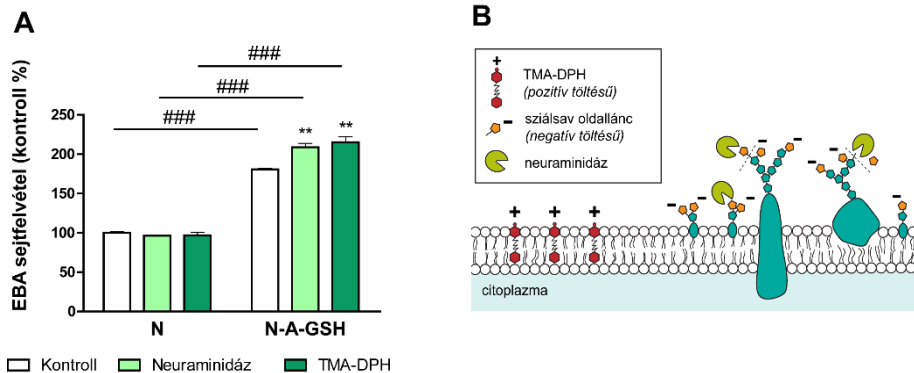 A
EBA sejtfelvétel (kontroll %)
250
200
150
100
50
0
###
###
###
**
**
N
N-A-GSH
Kontroll
Neuraminidáz
TMA-DPH
B
+
TMA-DPH
(pozitív töltésű)
sziálsav oldallánc
(negatív töltésű)
neuraminidáz
+ + +
citoplazma